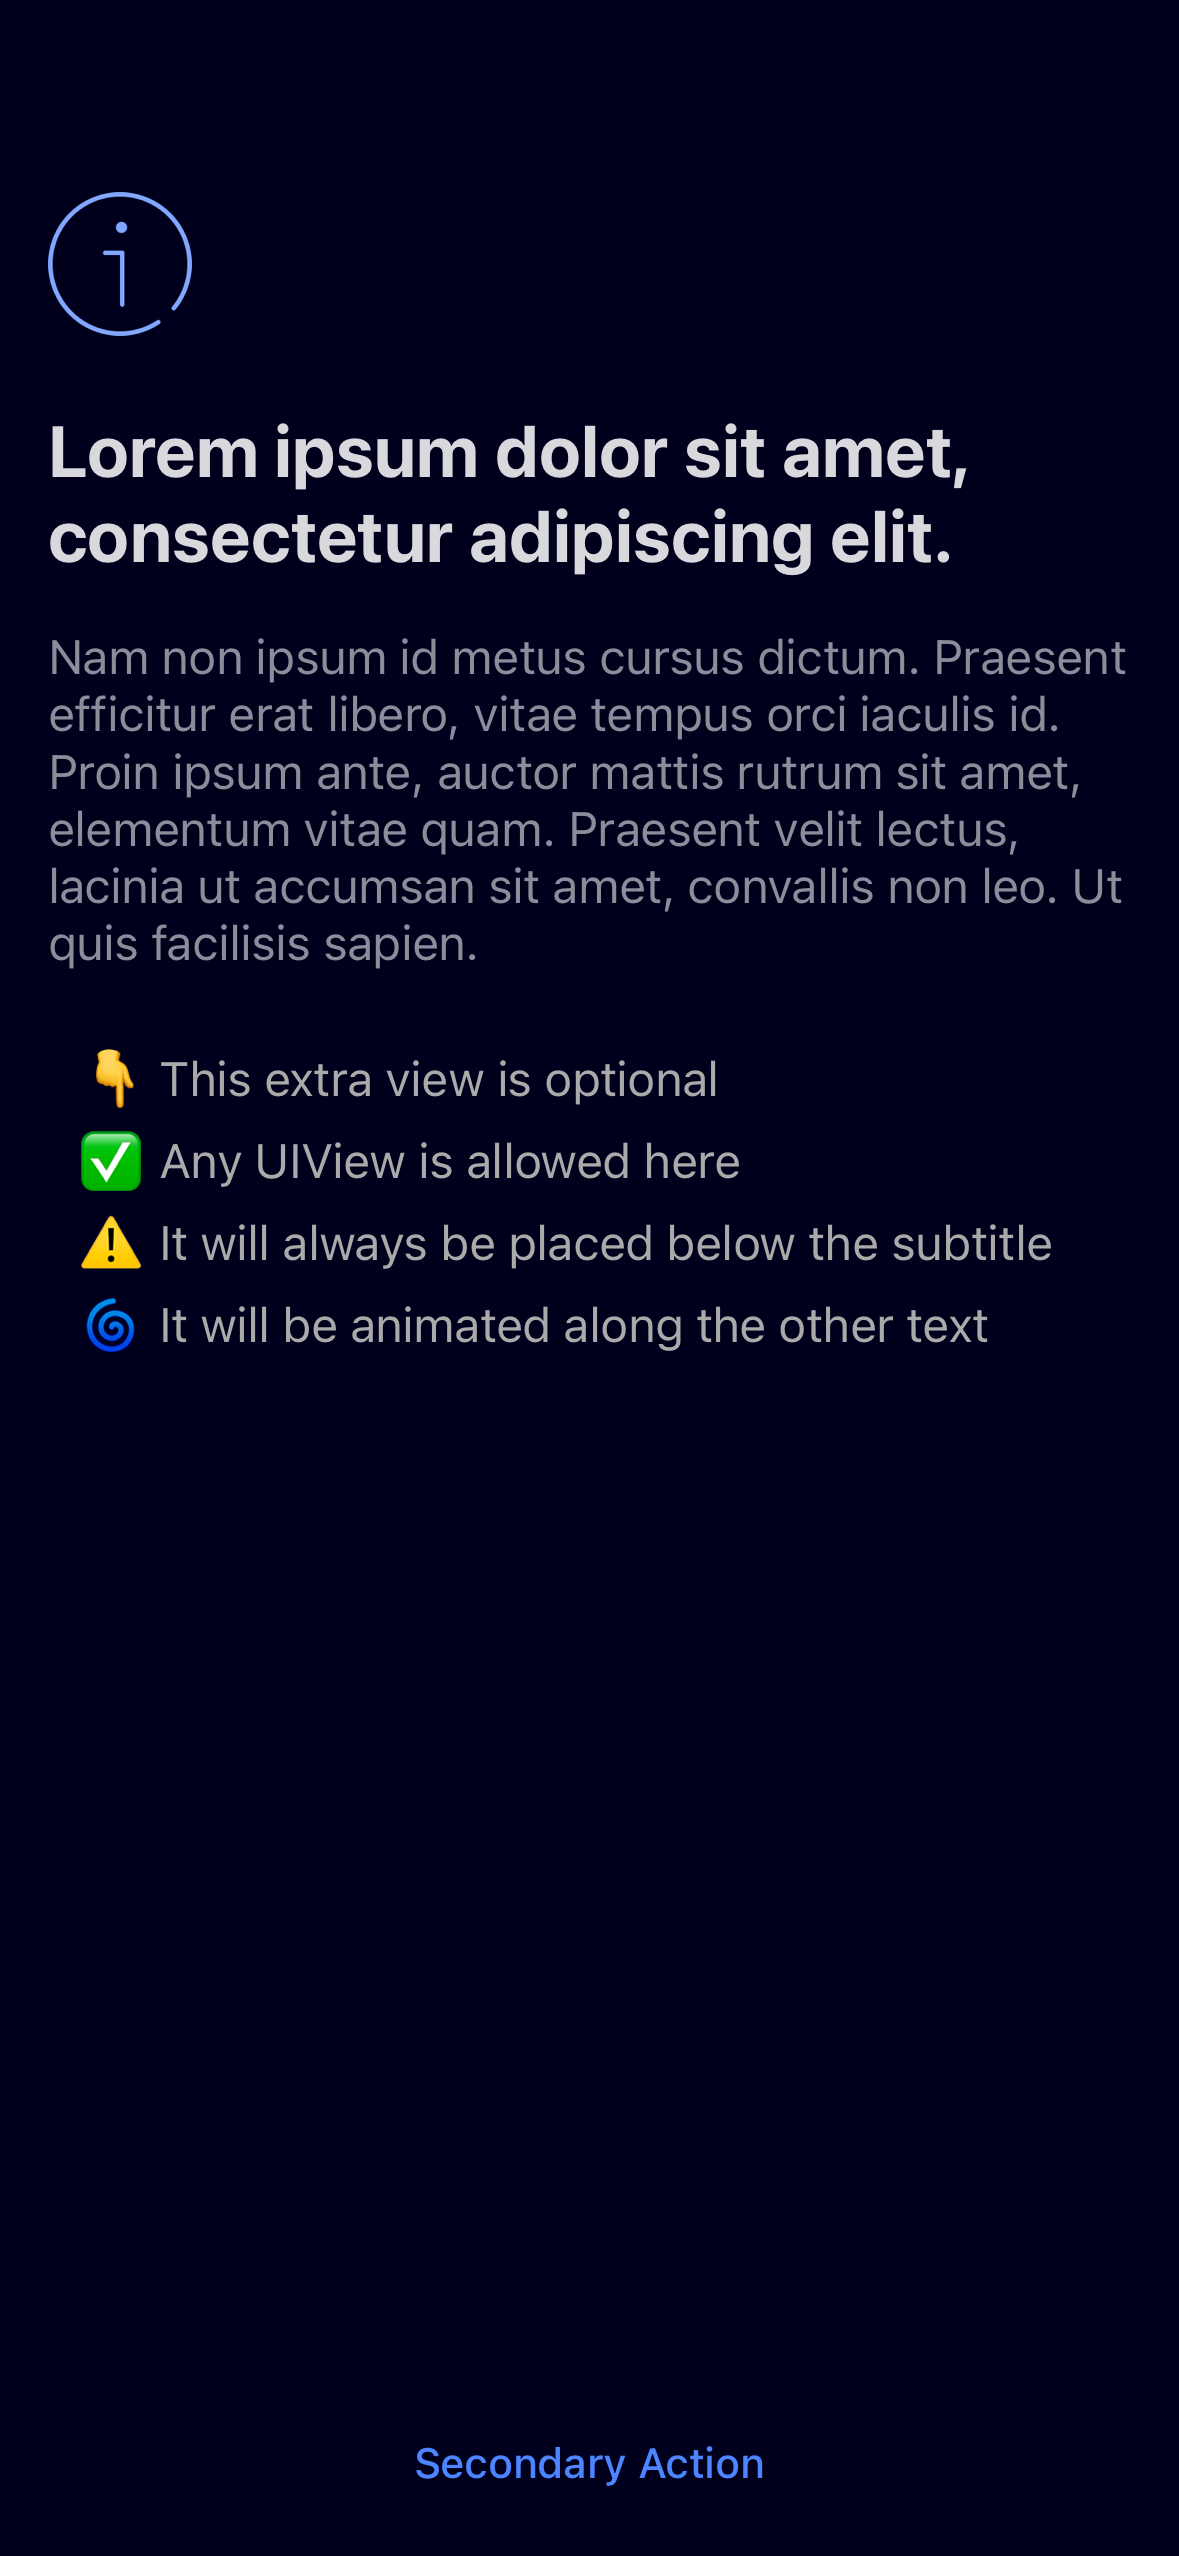 Lorem ipsum dolor sit amet,
consectetur adipiscing elit.
Nam non ipsum id metus cursus dictum. Praesent
efficitur erat libero, vitae tempus orci iaculis id.
Proin ipsum ante, auctor mattis rutrum sit amet,
elementum vitae quam. Praesent velit lectus,
lacinia ut accumsan sit amet, convallis non leo. Ut
quis facilisis sapien.
👇 This extra view is optional
✅ Any UIView is allowed here
⚠️ It will always be placed below the subtitle
🌀 It will be animated along the other text
Secondary Action